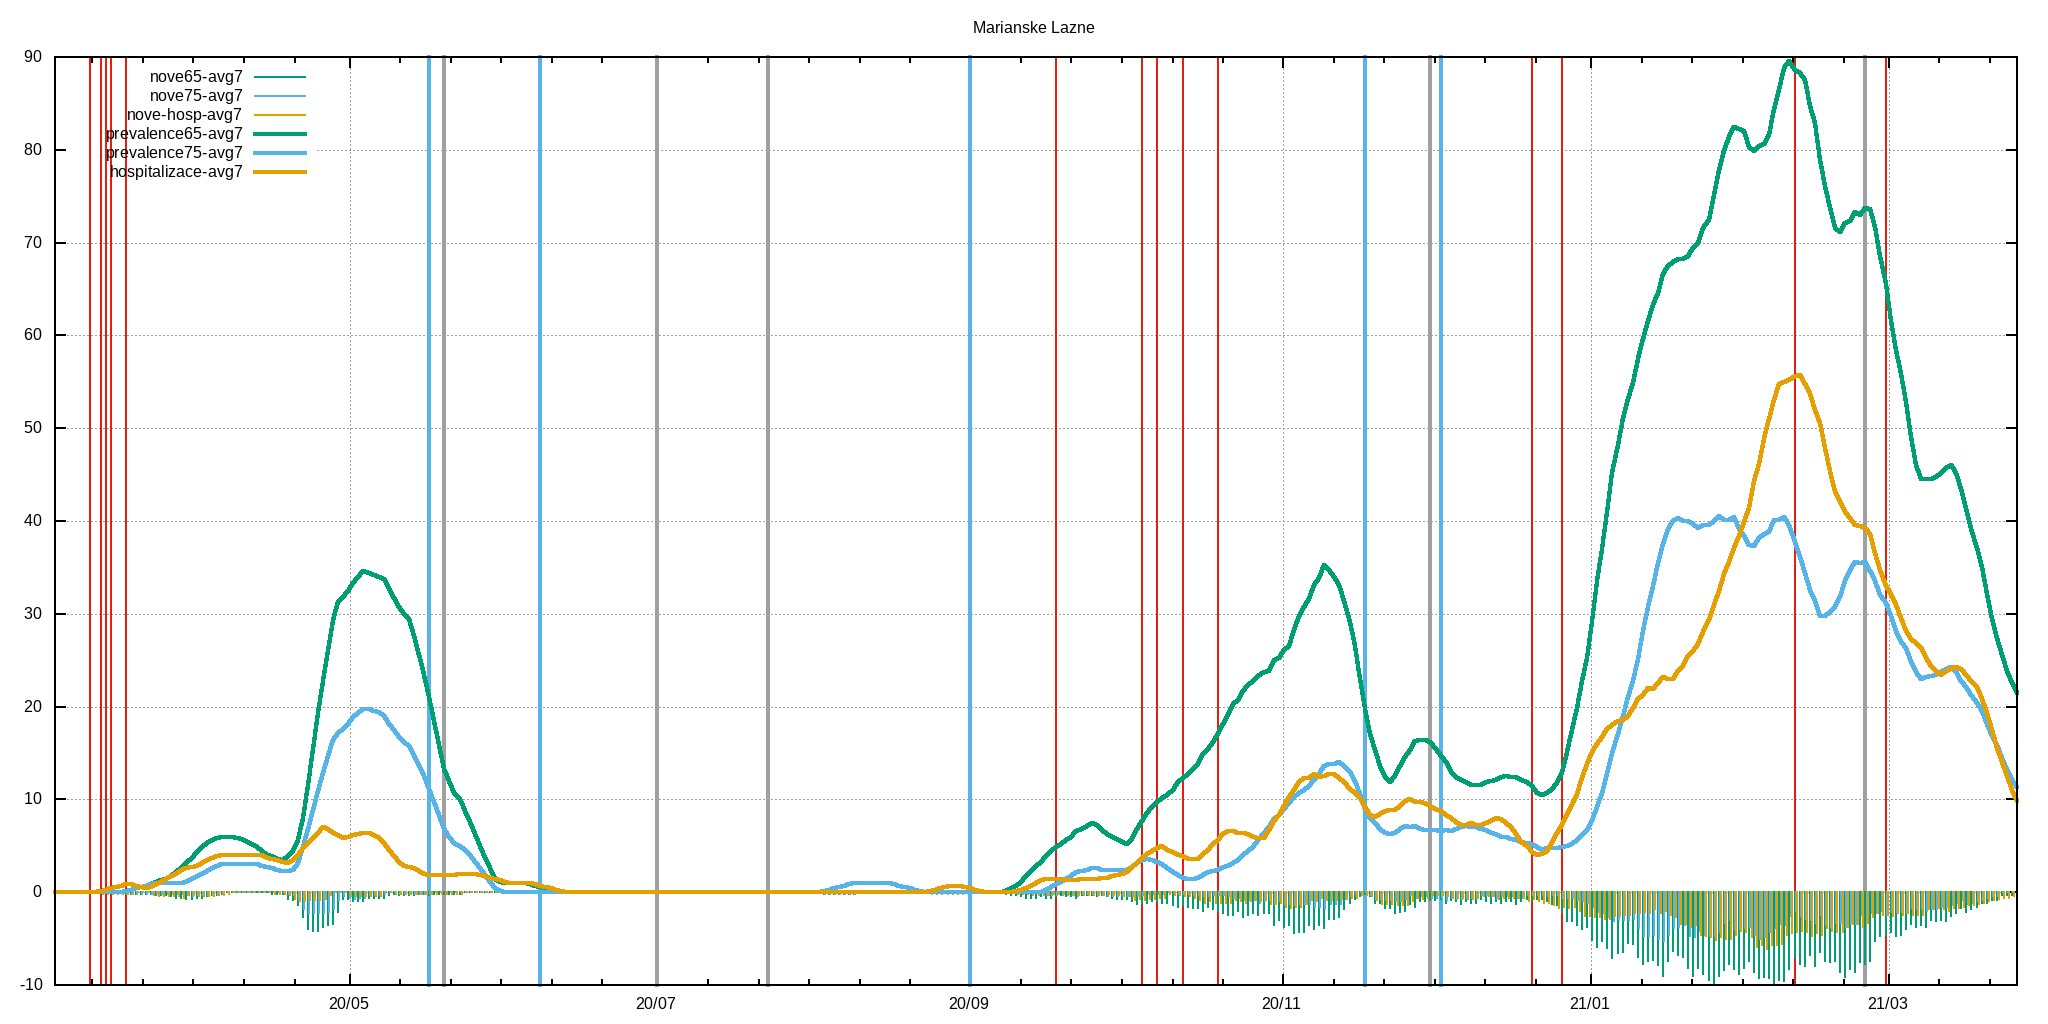 Marianske Lazne
90
80
70
60
50
40
30
20
10
0
-10
nove65-avg7
nove75-avg7
nove-hosp-avg7
prevalence65-avg7
prevalence75-avg7
hospitalizace-avg7
20/05
20/07
20/09
20/11
21/01
21/03